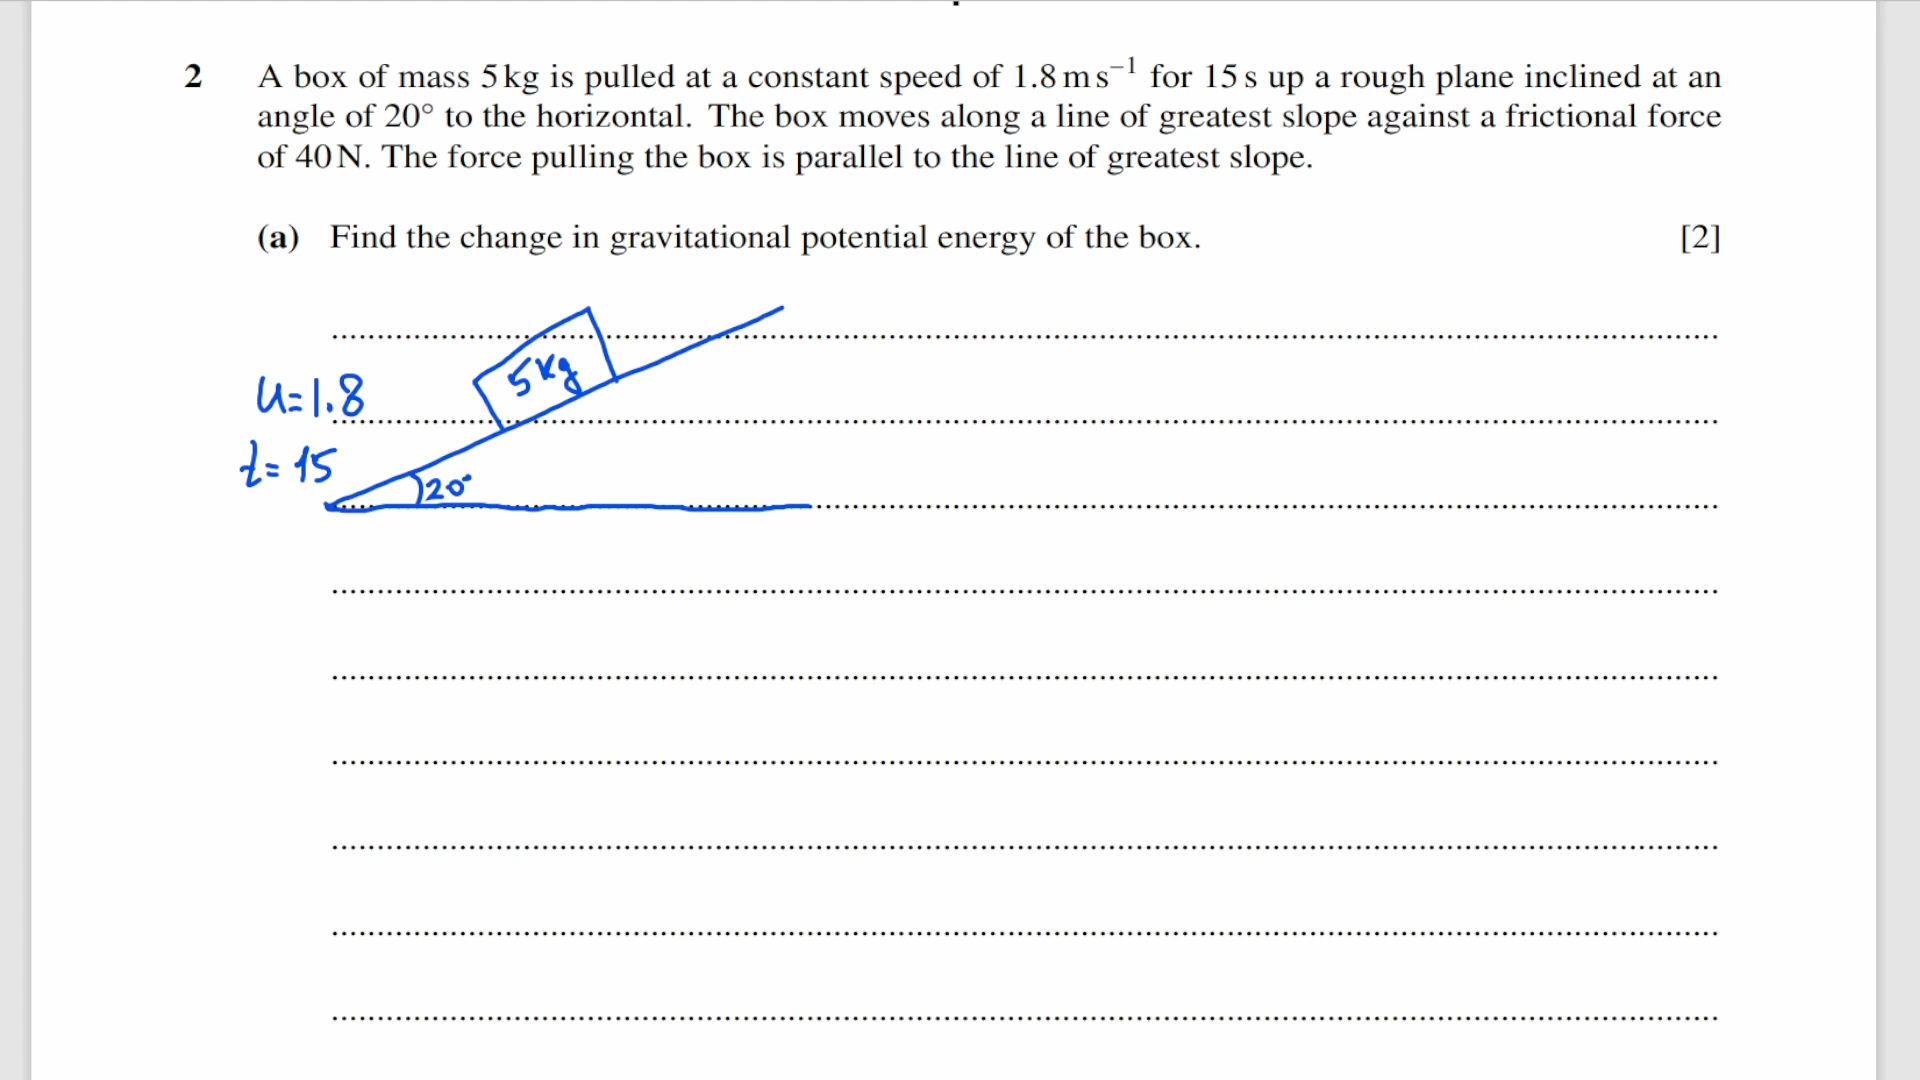 2 A box of mass 5 kg is pulled at a constant speed of 1.8 m s⁻¹ for 15 s up a rough plane inclined at an
angle of 20° to the horizontal. The box moves along a line of greatest slope against a frictional force
of 40 N. The force pulling the box is parallel to the line of greatest slope.
(a) Find the change in gravitational potential energy of the box. [2]
5kg
u=1.8
t=15
20°